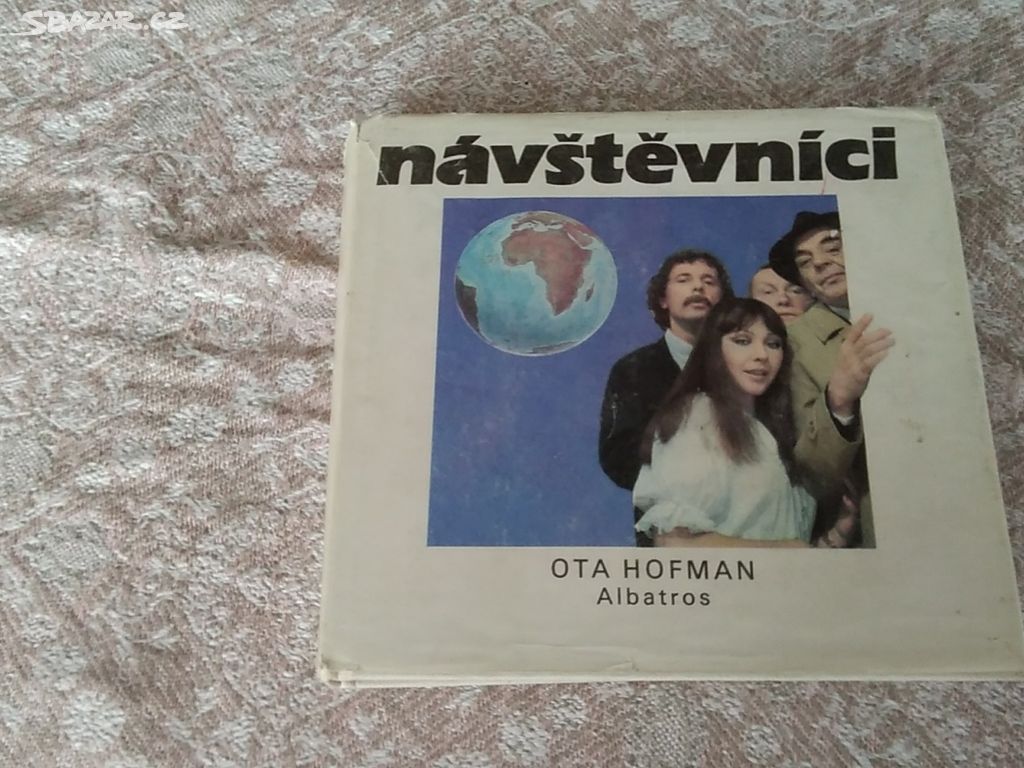 SBAZAR.CZ
návštěvníci
OTA HOFMAN
Albatros